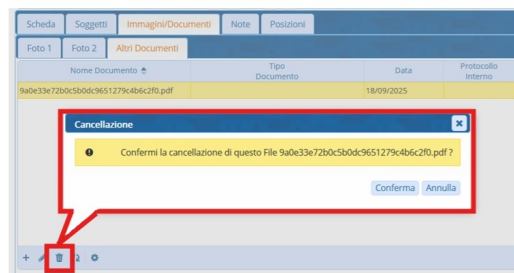 Scheda Soggetti Immagini/Documenti Note Posizioni
Foto 1 Foto 2 Altri Documenti
Nome Documento Tipo Documento Data Protocollo Interno
9a0e33e72b0c5b0dc9651279c4b6c2f0.pdf 18/09/2025
Cancellazione
Confermi la cancellazione di questo File 9a0e33e72b0c5b0dc9651279c4b6c2f0.pdf ?
Conferma Annulla